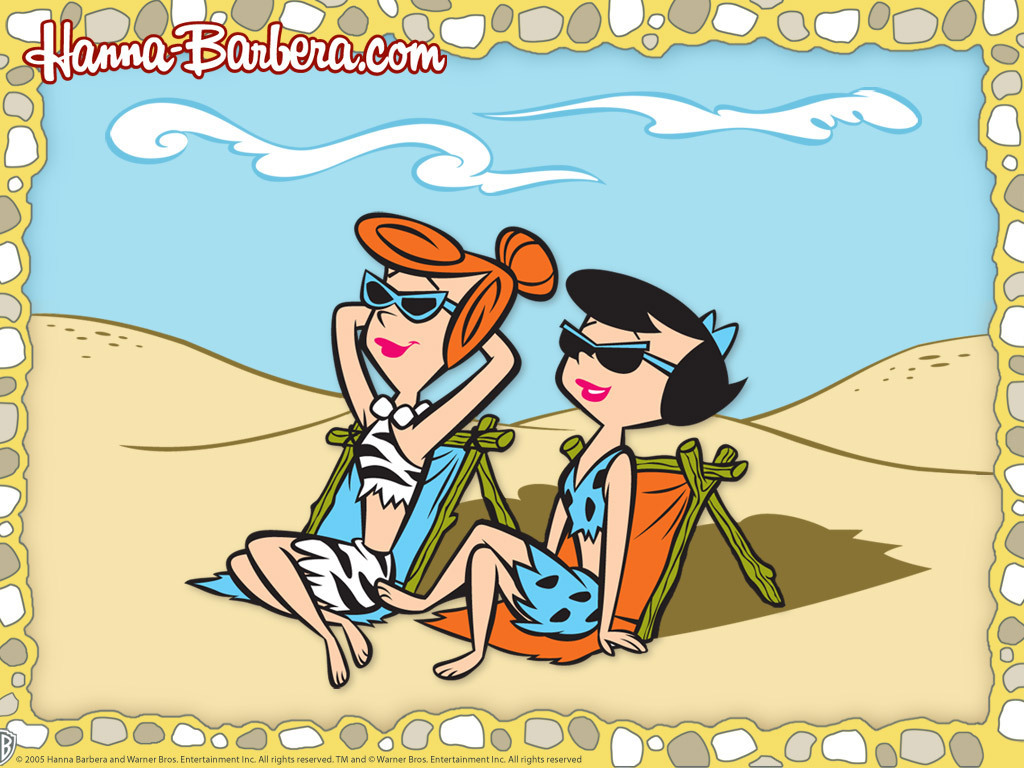 Hanna-Barbera.com
B
© 2005 Hanna Barbera and Warner Bros. Entertainment Inc. All rights reserved. TM and © Warner Bros. Entertainment Inc. All rights reserved